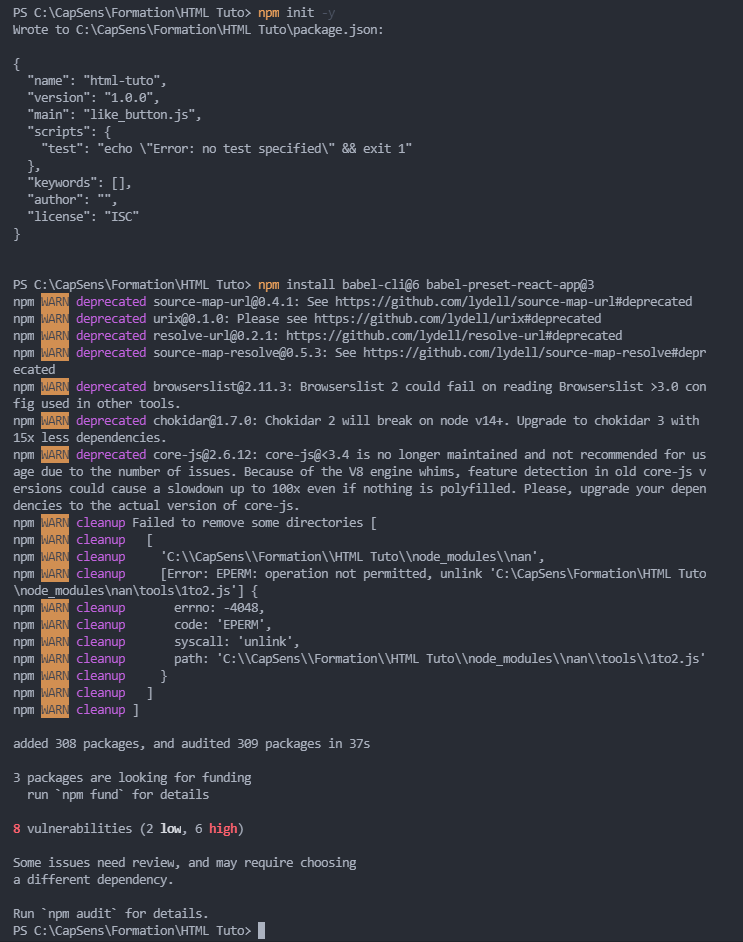 PS C:\CapSens\Formation\HTML Tuto> npm init -y
Wrote to C:\CapSens\Formation\HTML Tuto\package.json:
{
  "name": "html-tuto",
  "version": "1.0.0",
  "main": "like_button.js",
  "scripts": {
    "test": "echo \"Error: no test specified\" && exit 1"
  },
  "keywords": [],
  "author": "",
  "license": "ISC"
}
PS C:\CapSens\Formation\HTML Tuto> npm install babel-cli@6 babel-preset-react-app@3
npm WARN deprecated source-map-url@0.4.1: See https://github.com/lydell/source-map-url#deprecated
npm WARN deprecated urix@0.1.0: Please see https://github.com/lydell/urix#deprecated
npm WARN deprecated resolve-url@0.2.1: https://github.com/lydell/resolve-url#deprecated
npm WARN deprecated source-map-resolve@0.5.3: See https://github.com/lydell/source-map-resolve#depr
ecated
npm WARN deprecated browserslist@2.11.3: Browserslist 2 could fail on reading Browserslist >3.0 con
fig used in other tools.
npm WARN deprecated chokidar@1.7.0: Chokidar 2 will break on node v14+. Upgrade to chokidar 3 with
15x less dependencies.
npm WARN deprecated core-js@2.6.12: core-js@<3.4 is no longer maintained and not recommended for us
age due to the number of issues. Because of the V8 engine whims, feature detection in old core-js v
ersions could cause a slowdown up to 100x even if nothing is polyfilled. Please, upgrade your depen
dencies to the actual version of core-js.
npm WARN cleanup Failed to remove some directories [
npm WARN cleanup   [
npm WARN cleanup     'C:\\CapSens\\Formation\\HTML Tuto\\node_modules\\nan',
npm WARN cleanup     [Error: EPERM: operation not permitted, unlink 'C:\CapSens\Formation\HTML Tuto
\node_modules\nan\tools\1to2.js'] {
npm WARN cleanup       errno: -4048,
npm WARN cleanup       code: 'EPERM',
npm WARN cleanup       syscall: 'unlink',
npm WARN cleanup       path: 'C:\\CapSens\\Formation\\HTML Tuto\\node_modules\\nan\\tools\\1to2.js'
npm WARN cleanup     }
npm WARN cleanup   ]
npm WARN cleanup ]
added 308 packages, and audited 309 packages in 37s
3 packages are looking for funding
  run `npm fund` for details
8 vulnerabilities (2 low, 6 high)
Some issues need review, and may require choosing
a different dependency.
Run `npm audit` for details.
PS C:\CapSens\Formation\HTML Tuto>